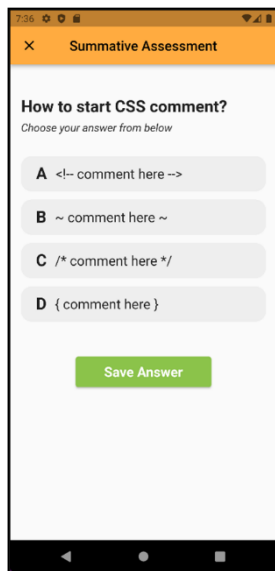 7:36
Summative Assessment
How to start CSS comment?
Choose your answer from below
A <!-- comment here -->
B ~ comment here ~
C /* comment here */
D { comment here }
Save Answer